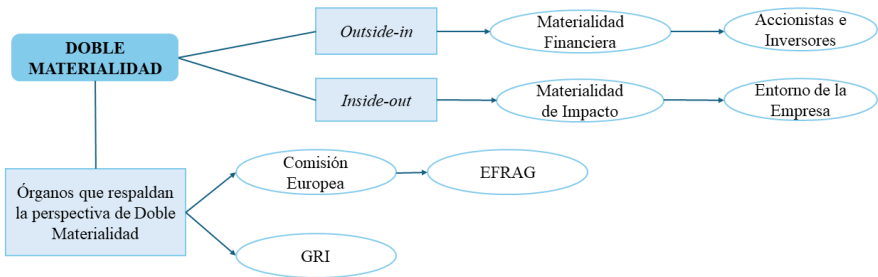 DOBLE
MATERIALIDAD
Outside-in
Materialidad
Financiera
Accionistas e
Inversores
Inside-out
Materialidad
de Impacto
Entorno de la
Empresa
Órganos que respaldan
la perspectiva de Doble
Materialidad
Comisión
Europea
EFRAG
GRI